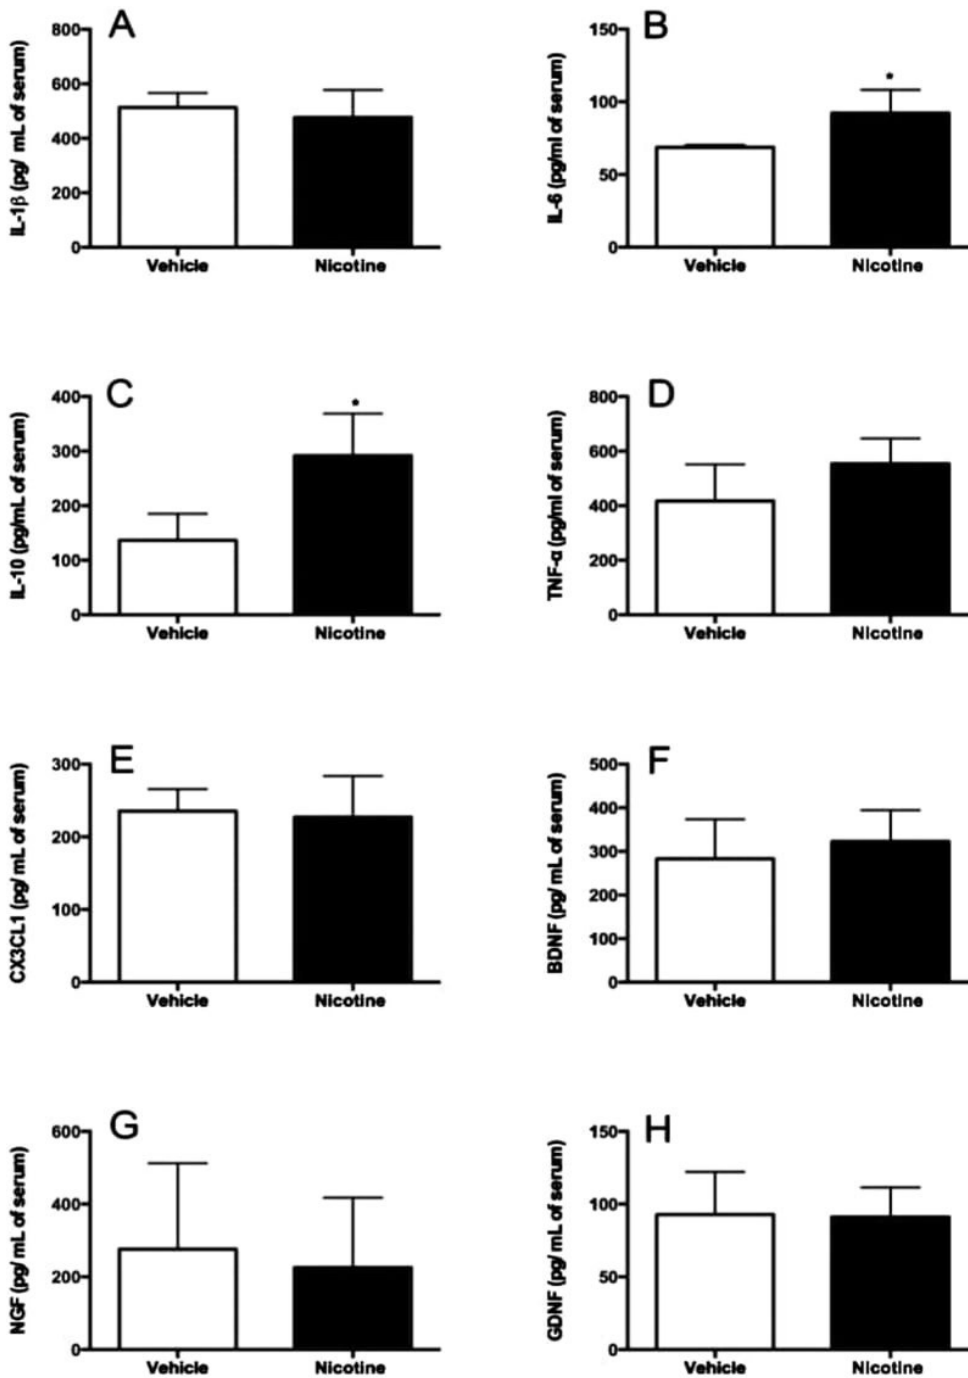 A
IL-1β (pg/ mL of serum)
800
600
400
200
0
Vehicle Nicotine
B
IL-6 (pg/ml of serum)
150
100
50
0
*
Vehicle Nicotine
C
IL-10 (pg/mL of serum)
400
300
200
100
0
*
Vehicle Nicotine
D
TNF-α (pg/ml of serum)
800
600
400
200
0
Vehicle Nicotine
E
CX3CL1 (pg/ mL of serum)
300
200
100
0
Vehicle Nicotine
F
BDNF (pg/ mL of serum)
500
400
300
200
100
0
Vehicle Nicotine
G
NGF (pg/ mL of serum)
600
400
200
0
Vehicle Nicotine
H
GDNF (pg/ mL of serum)
150
100
50
0
Vehicle Nicotine